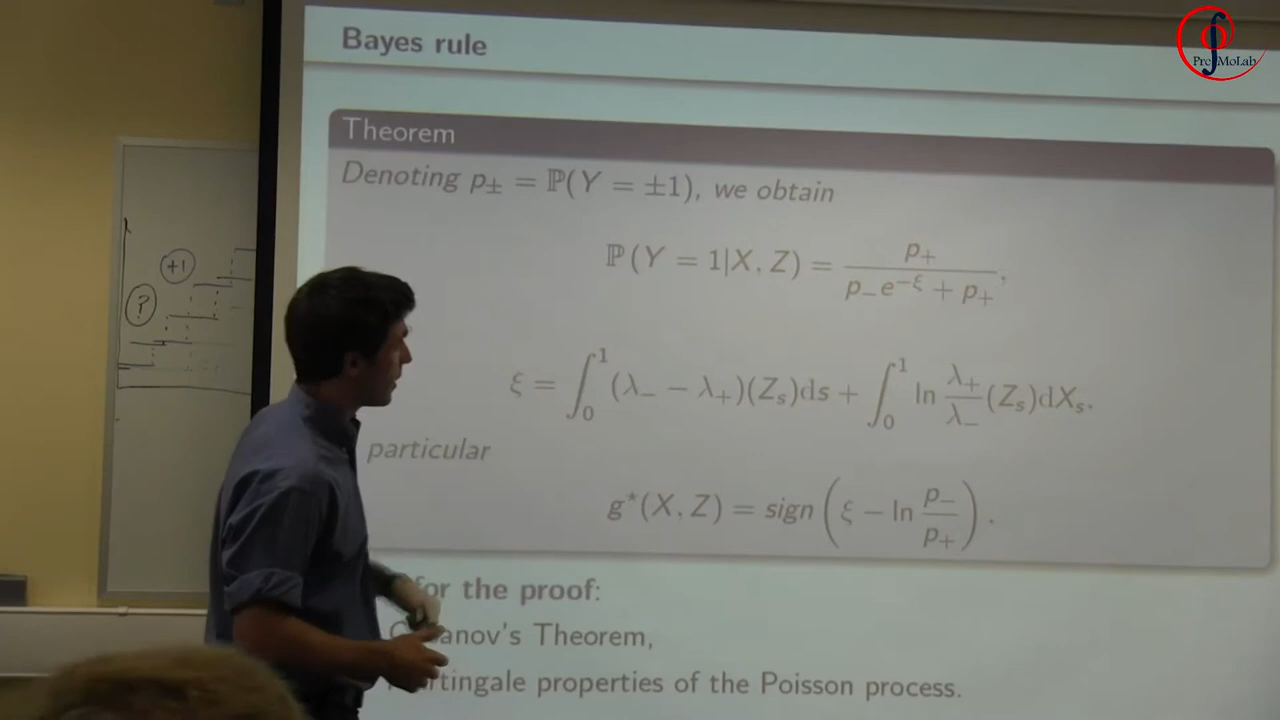 Bayes rule
PreMoLab
Theorem
Denoting p± = ℙ(Y = ±1), we obtain
ℙ(Y = 1|X, Z) = p₊ / (p₋e^{−ξ} + p₊),
ξ = ∫₀¹ (λ₋ − λ₊)(Z_s)ds + ∫₀¹ ln λ₊/λ₋ (Z_s)dX_s.
particular
g*(X, Z) = sign (ξ − ln p₋/p₊).
for the proof:
anov's Theorem,
rtingale properties of the Poisson process.
+1
?